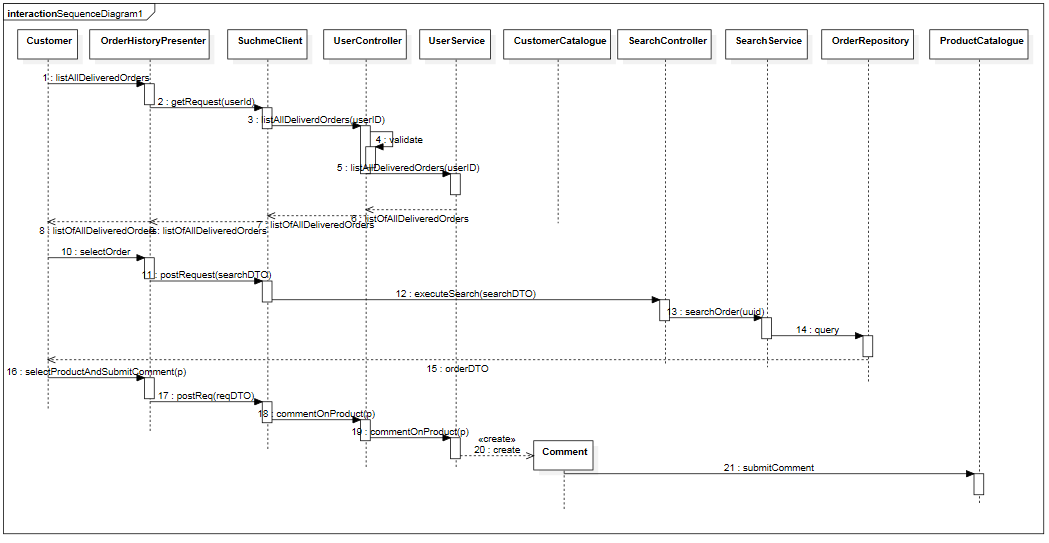 interactionSequenceDiagram1
Customer
OrderHistoryPresenter
SuchmeClient
UserController
UserService
CustomerCatalogue
SearchController
SearchService
OrderRepository
ProductCatalogue
1 : listAllDeliveredOrders
2 : getRequest(userId)
3 : listAllDeliverdOrders(userID)
4 : validate
5 : listAllDeliveredOrders(userID)
6 : listOfAllDeliveredOrders
7 : listOfAllDeliveredOrders
8 : listOfAllDeliveredOrders
9 : listOfAllDeliveredOrders
10 : selectOrder
11 : postRequest(searchDTO)
12 : executeSearch(searchDTO)
13 : searchOrder(uuid)
14 : query
15 : orderDTO
16 : selectProductAndSubmitComment(p)
17 : postReq(reqDTO)
18 : commentOnProduct(p)
19 : commentOnProduct(p)
«create»
20 : create
Comment
21 : submitComment